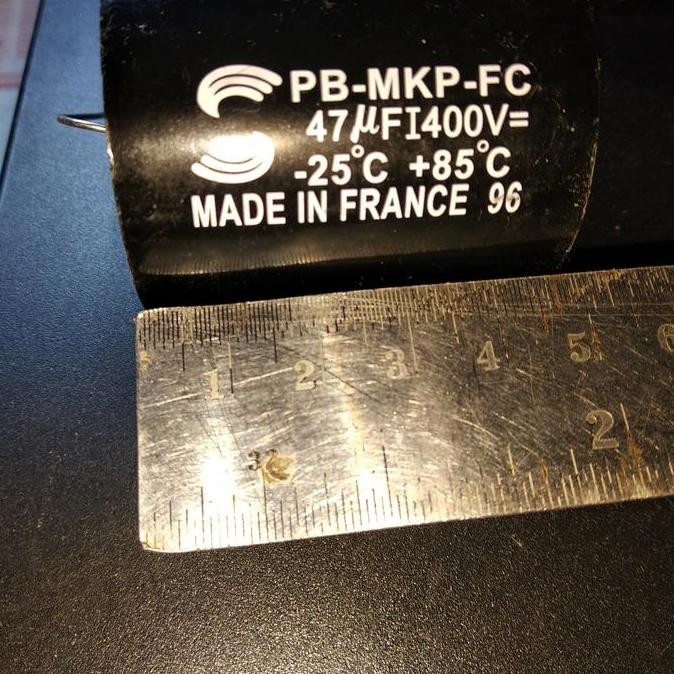 PB-MKP-FC
47µFI400V=
-25°C +85°C
MADE IN FRANCE 96
1 2 3 4 5 6
2
32